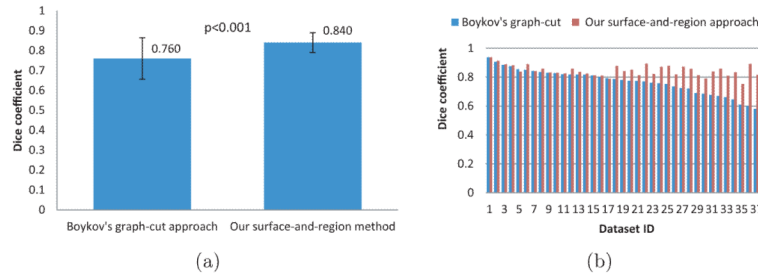 p<0.001
0.760
0.840
Dice coefficient
1
0.9
0.8
0.7
0.6
0.5
0.4
0.3
0.2
0.1
0
Boykov's graph-cut approach Our surface-and-region method
(a)
Boykov's graph-cut Our surface-and-region approach
Dice coefficient
1
0.8
0.6
0.4
0.2
0
1 3 5 7 9 11 13 15 17 19 21 23 25 27 29 31 33 35 37
Dataset ID
(b)